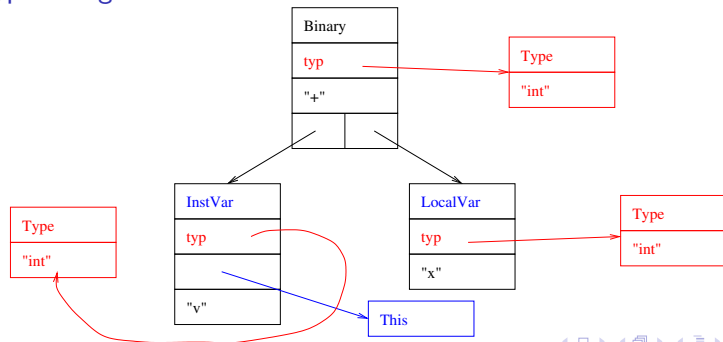 Binary
typ
"+"
Type
"int"
InstVar
typ
"v"
LocalVar
typ
"x"
Type
"int"
Type
"int"
This